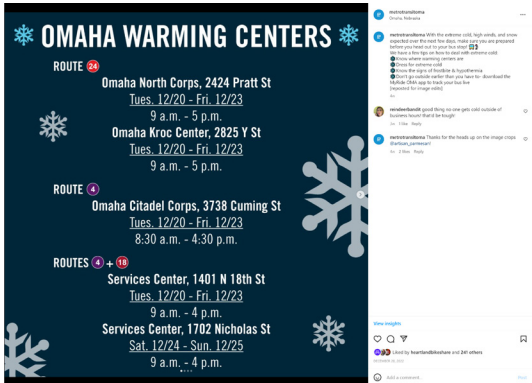 OMAHA WARMING CENTERS
ROUTE 24
Omaha North Corps, 2424 Pratt St
Tues. 12/20 - Fri. 12/23
9 a.m. - 5 p.m.
Omaha Kroc Center, 2825 Y St
Tues. 12/20 - Fri. 12/23
9 a.m. - 5 p.m.
ROUTE 4
Omaha Citadel Corps, 3738 Cuming St
Tues. 12/20 - Fri. 12/23
8:30 a.m. - 4:30 p.m.
ROUTES 4 + 18
Services Center, 1401 N 18th St
Tues. 12/20 - Fri. 12/23
9 a.m. - 4 p.m.
Services Center, 1702 Nicholas St
Sat. 12/24 - Sun. 12/25
9 a.m. - 4 p.m.
metrotransitoma
Omaha, Nebraska
metrotransitoma With the extreme cold, high winds, and snow
expected over the next few days, make sure you are prepared
before you head out to your bus stop!
We have a few tips on how to deal with extreme cold:
Know where warming centers are
Dress for extreme cold
Know the signs of frostbite & hypothermia
Don't go outside earlier than you have to- download the
MyRide OMA app to track your bus live
[reposted for image edits]
reindeerbandit good thing no one gets cold outside of
business hours! that'd be tough!
1 like Reply
metrotransitoma Thanks for the heads up on the image crops
2 likes Reply
View insights
Liked by heartlandbikeshare and 241 others
Add a comment...
Post